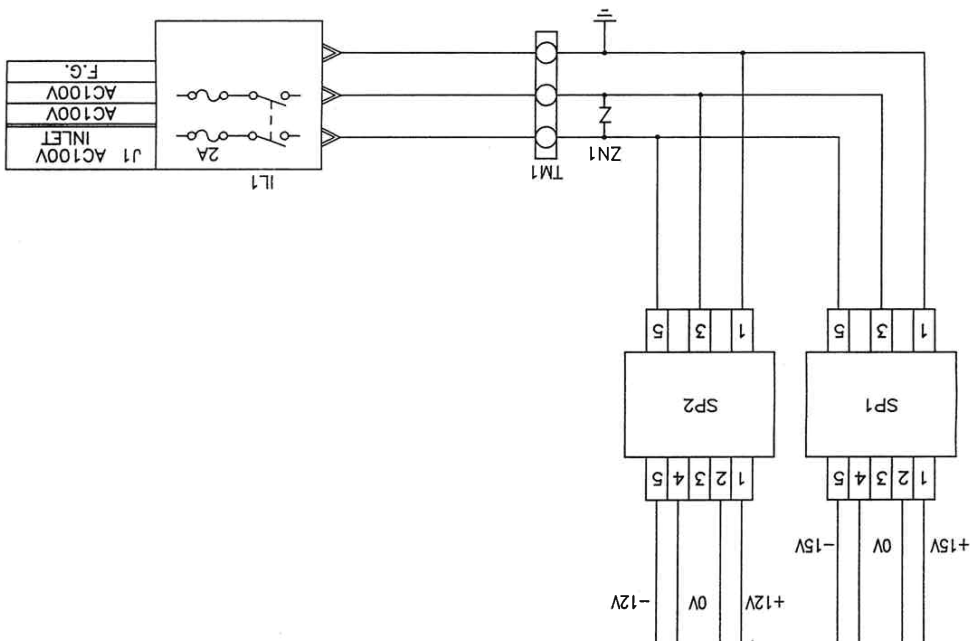 +12V 0V −12V
+15V 0V −15V
1 2 3 4 5
1 2 3 4 5
SP1
SP2
1 3 5
1 3 5
IL1
TM1
ZN1
2A
J1 AC100V
INLET
AC100V
AC100V
F.G.